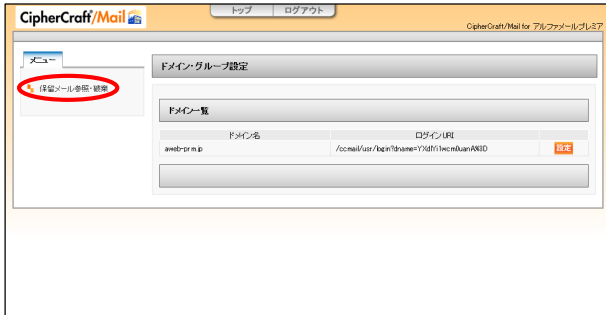 CipherCraft/Mail
トップ
ログアウト
CipherCraft/Mail for アルファメールプレミア
メニュー
保留メール参照・破棄
ドメイン・グループ設定
ドメイン一覧
ドメイン名 ログインURI
aweb-prm.jp /ccmail/usr/login?dname=YXdlYi1wcm0uanA%3D 設定